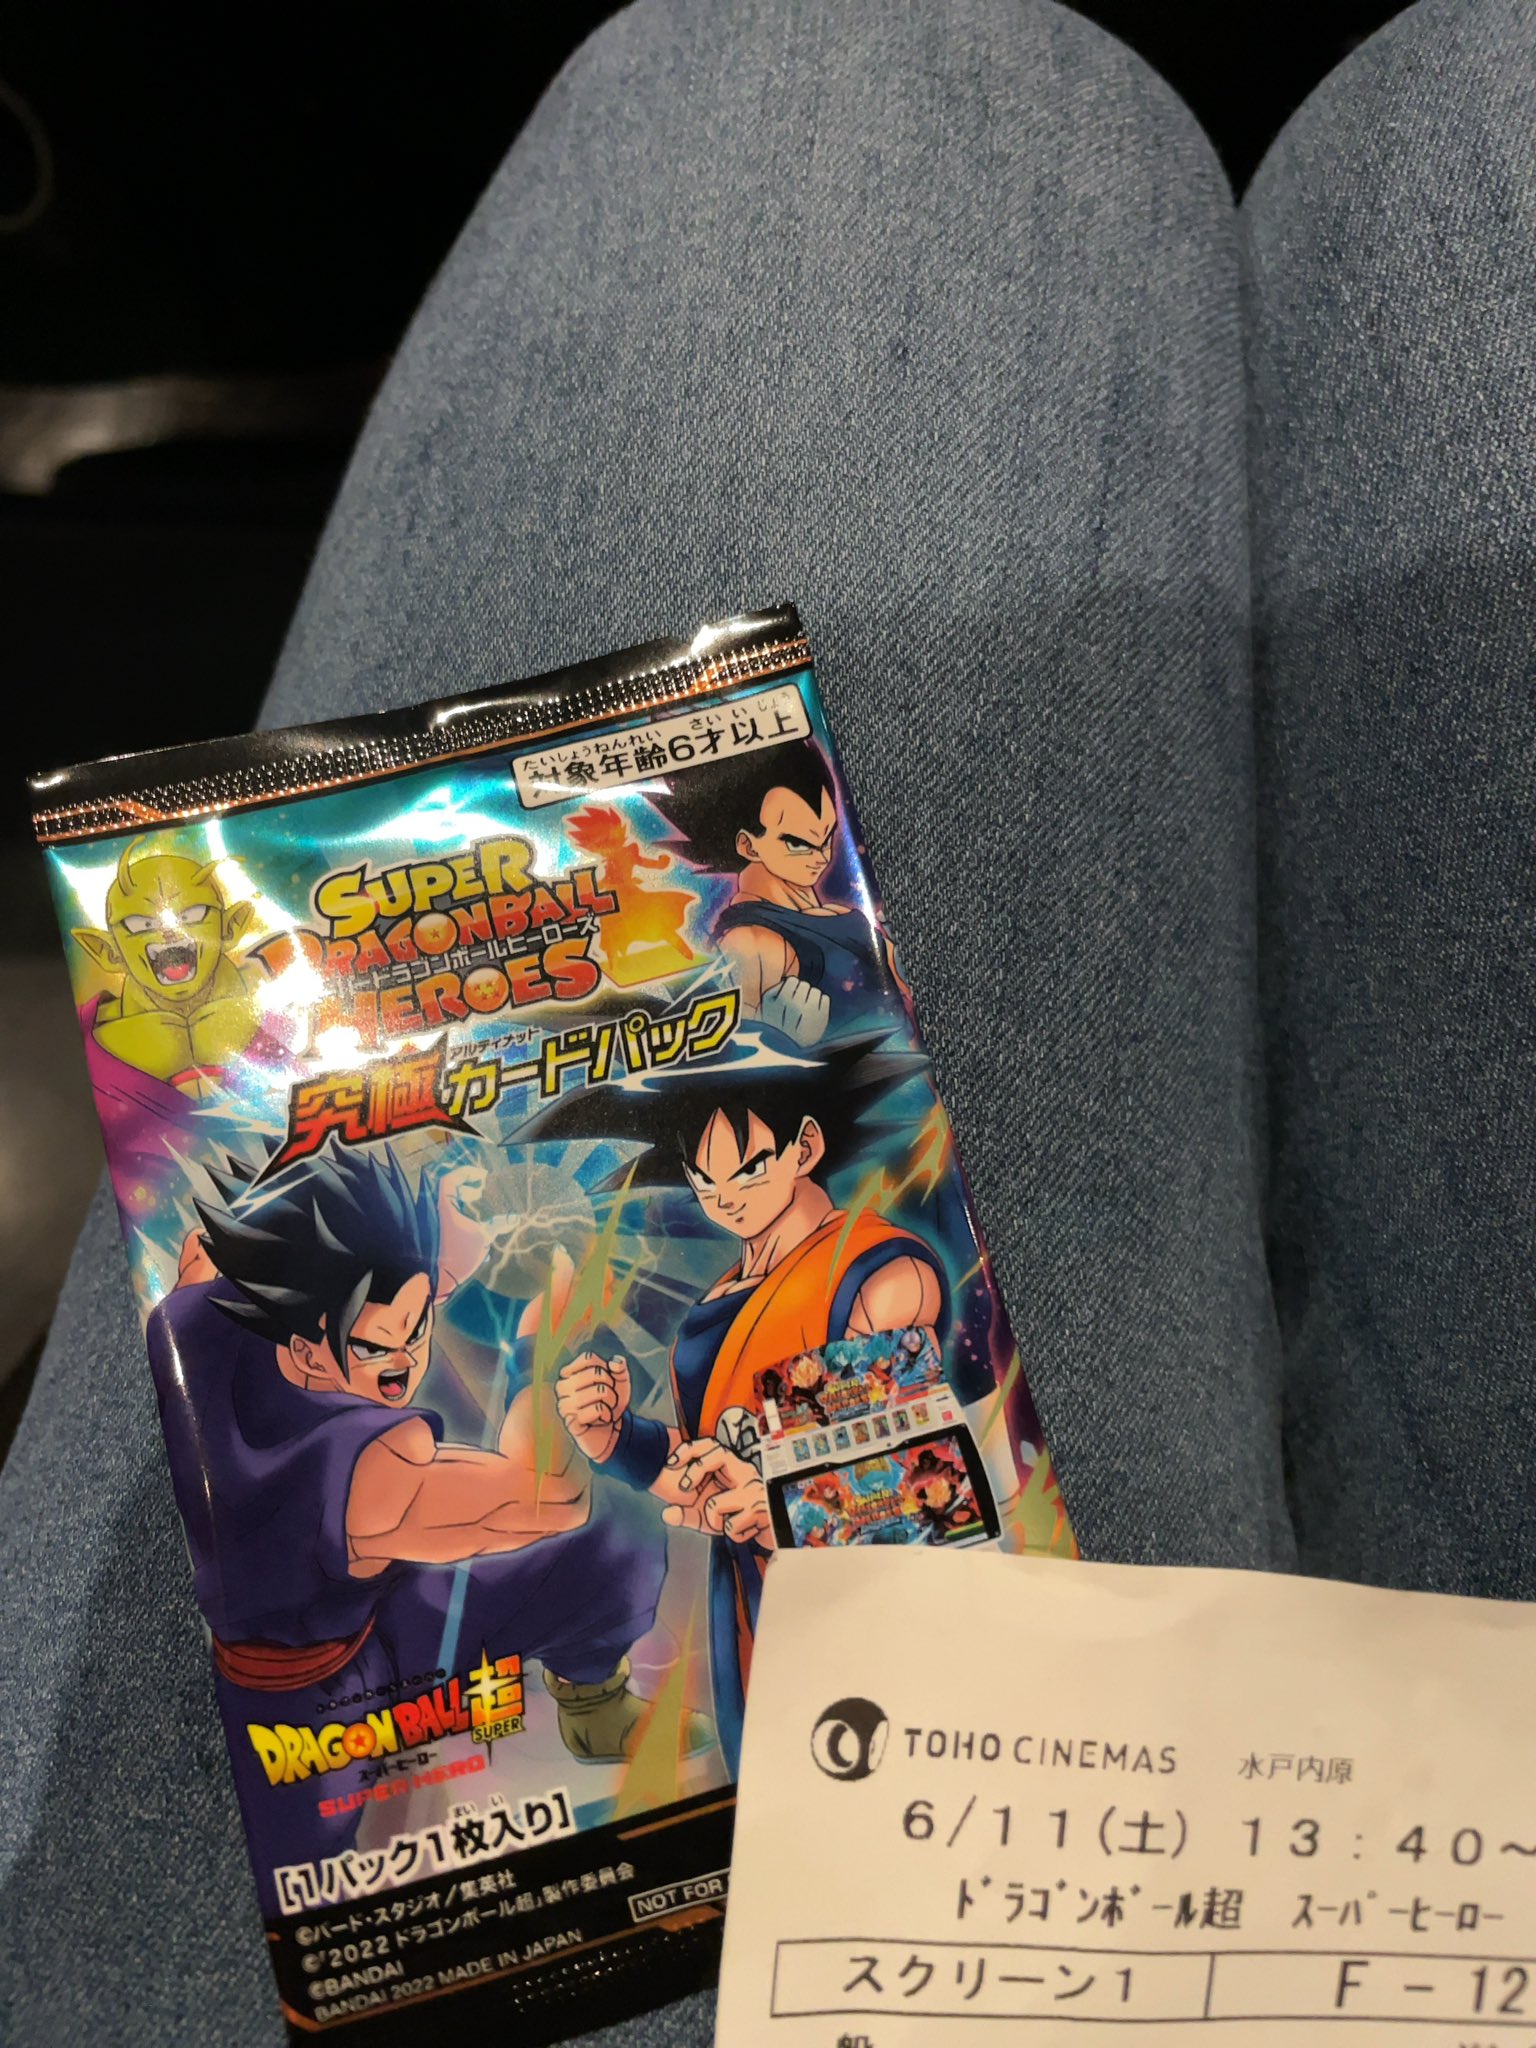 たいしょうねんれい さい いじょう
対象年齢6才以上
SUPER
DRAGONBALL
ドラゴンボールヒーローズ
HEROES
アルティメット
究極カードパック
悟
DRAGONBALL超
SUPER
スーパーヒーロー
SUPER HERO
まい い
[1パック1枚入り]
©バード・スタジオ/集英社
©「2022 ドラゴンボール超」製作委員会
©BANDAI
BANDAI 2022 MADE IN JAPAN
NOT FOR
TOHO CINEMAS 水戸内原
6/11(土) 13:40~
ドラゴンボール超 スーパーヒーロー
スクリーン1 F-12